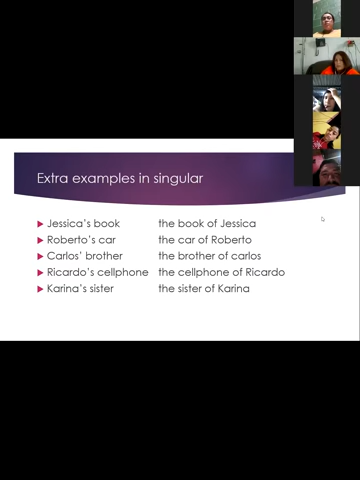 Extra examples in singular
Jessica's book the book of Jessica
Roberto's car the car of Roberto
Carlos' brother the brother of carlos
Ricardo's cellphone the cellphone of Ricardo
Karina's sister the sister of Karina